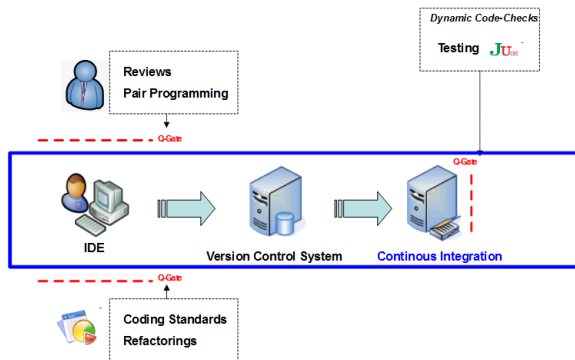 Dynamic Code-Checks
Testing JUnit
Reviews
Pair Programming
Q-Gate
Q-Gate
IDE
Version Control System
Continous Integration
Q-Gate
Coding Standards
Refactorings